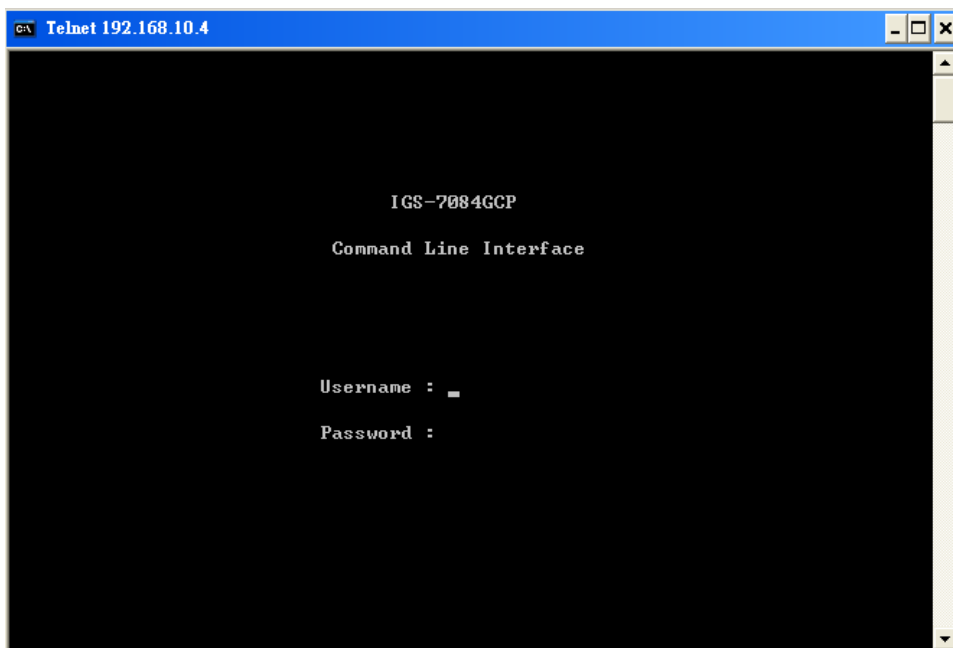 C:\ Telnet 192.168.10.4
IGS-7084GCP
Command Line Interface
Username : _
Password :